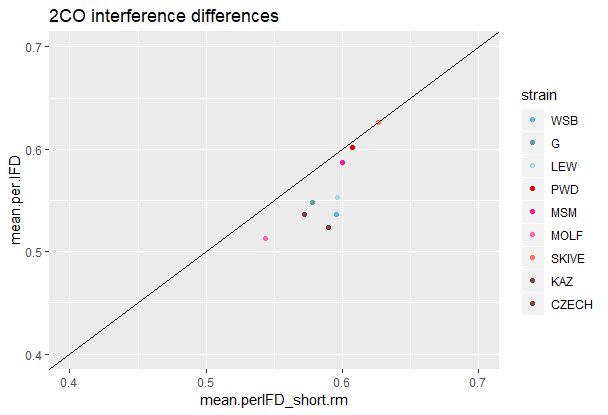 2CO interference differences
mean.per.IFD
0.7
0.6
0.5
0.4
0.4
0.5
0.6
0.7
mean.perIFD_short.rm
strain
WSB
G
LEW
PWD
MSM
MOLF
SKIVE
KAZ
CZECH